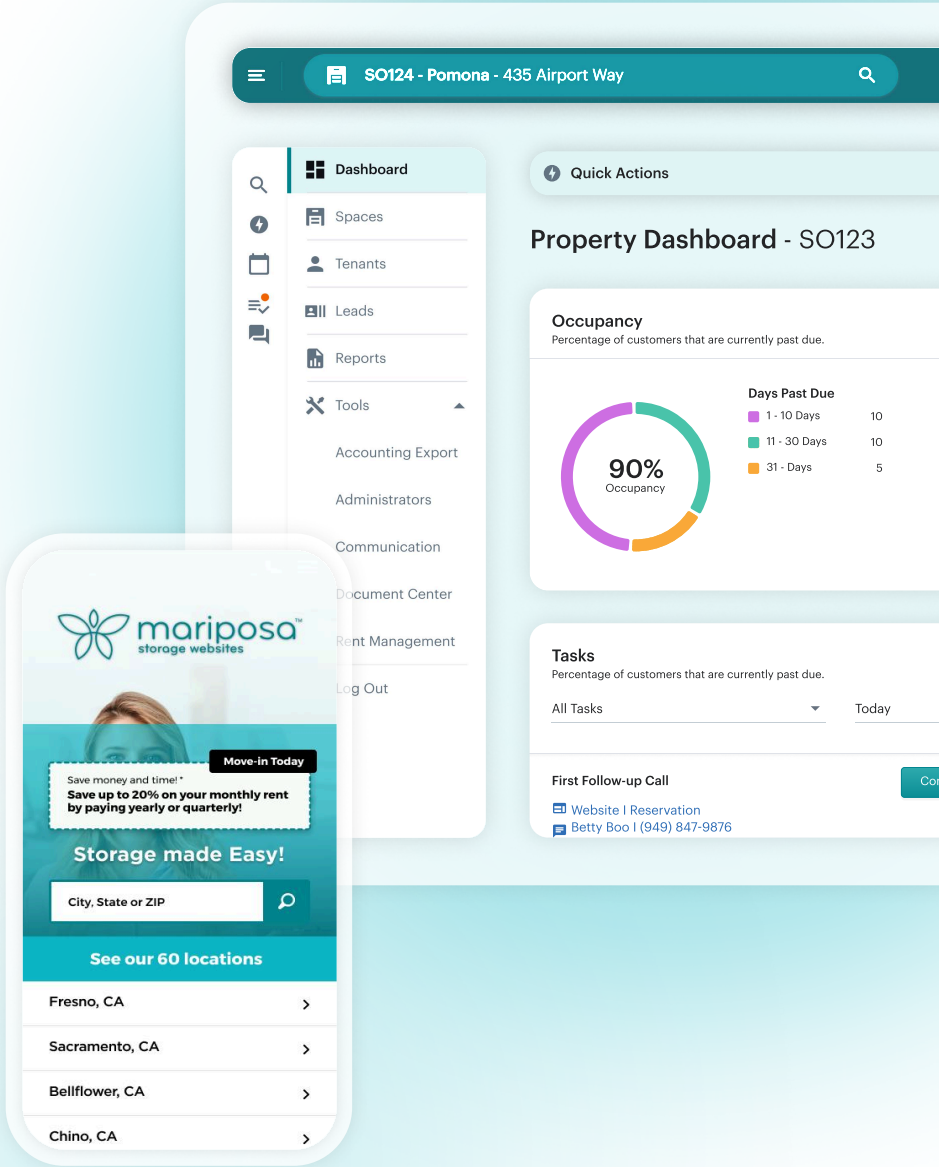 SO124 - Pomona - 435 Airport Way
Dashboard
Spaces
Tenants
Leads
Reports
Tools
Accounting Export
Administrators
Communication
Document Center
Rent Management
Log Out
Quick Actions
Property Dashboard - SO123
Occupancy
Percentage of customers that are currently past due.
90%
Occupancy
Days Past Due
1 - 10 Days 10
11 - 30 Days 10
31 - Days 5
Tasks
Percentage of customers that are currently past due.
All Tasks
Today
First Follow-up Call
Website I Reservation
Betty Boo I (949) 847-9876
mariposa™
storage websites
Move-in Today
Save money and time!*
Save up to 20% on your monthly rent
by paying yearly or quarterly!
Storage made Easy!
City, State or ZIP
See our 60 locations
Fresno, CA
Sacramento, CA
Bellflower, CA
Chino, CA